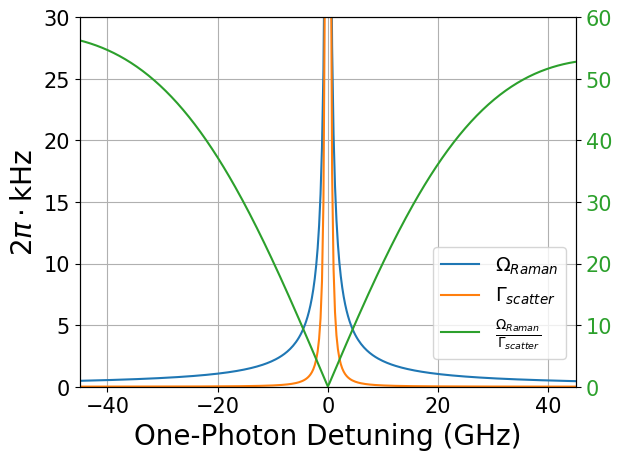 30
25
20
15
10
5
0
2π · kHz
60
50
40
30
20
10
0
Ω_Raman
Γ_scatter
Ω_Raman
Γ_scatter
−40 −20 0 20 40
One-Photon Detuning (GHz)